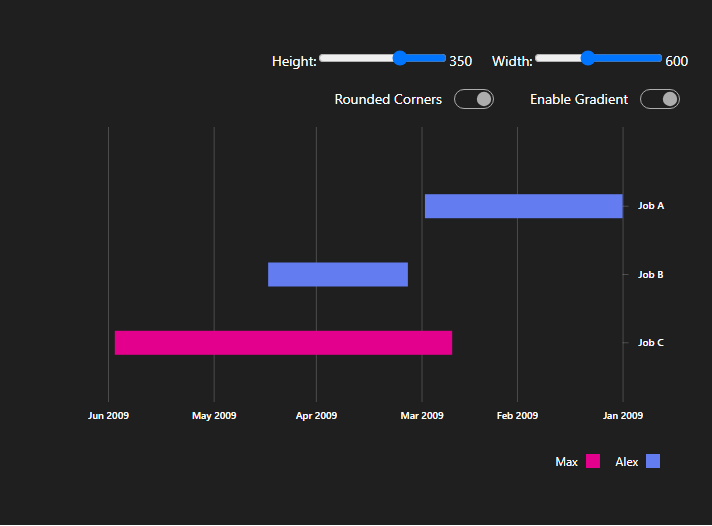 Height: 350 Width: 600
Rounded Corners Enable Gradient
Job A
Job B
Job C
Jun 2009 May 2009 Apr 2009 Mar 2009 Feb 2009 Jan 2009
Max Alex